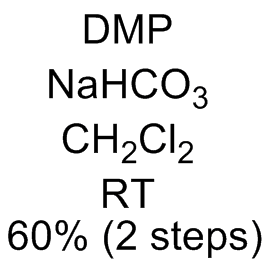 DMP
NaHCO₃
CH₂Cl₂
RT
60% (2 steps)